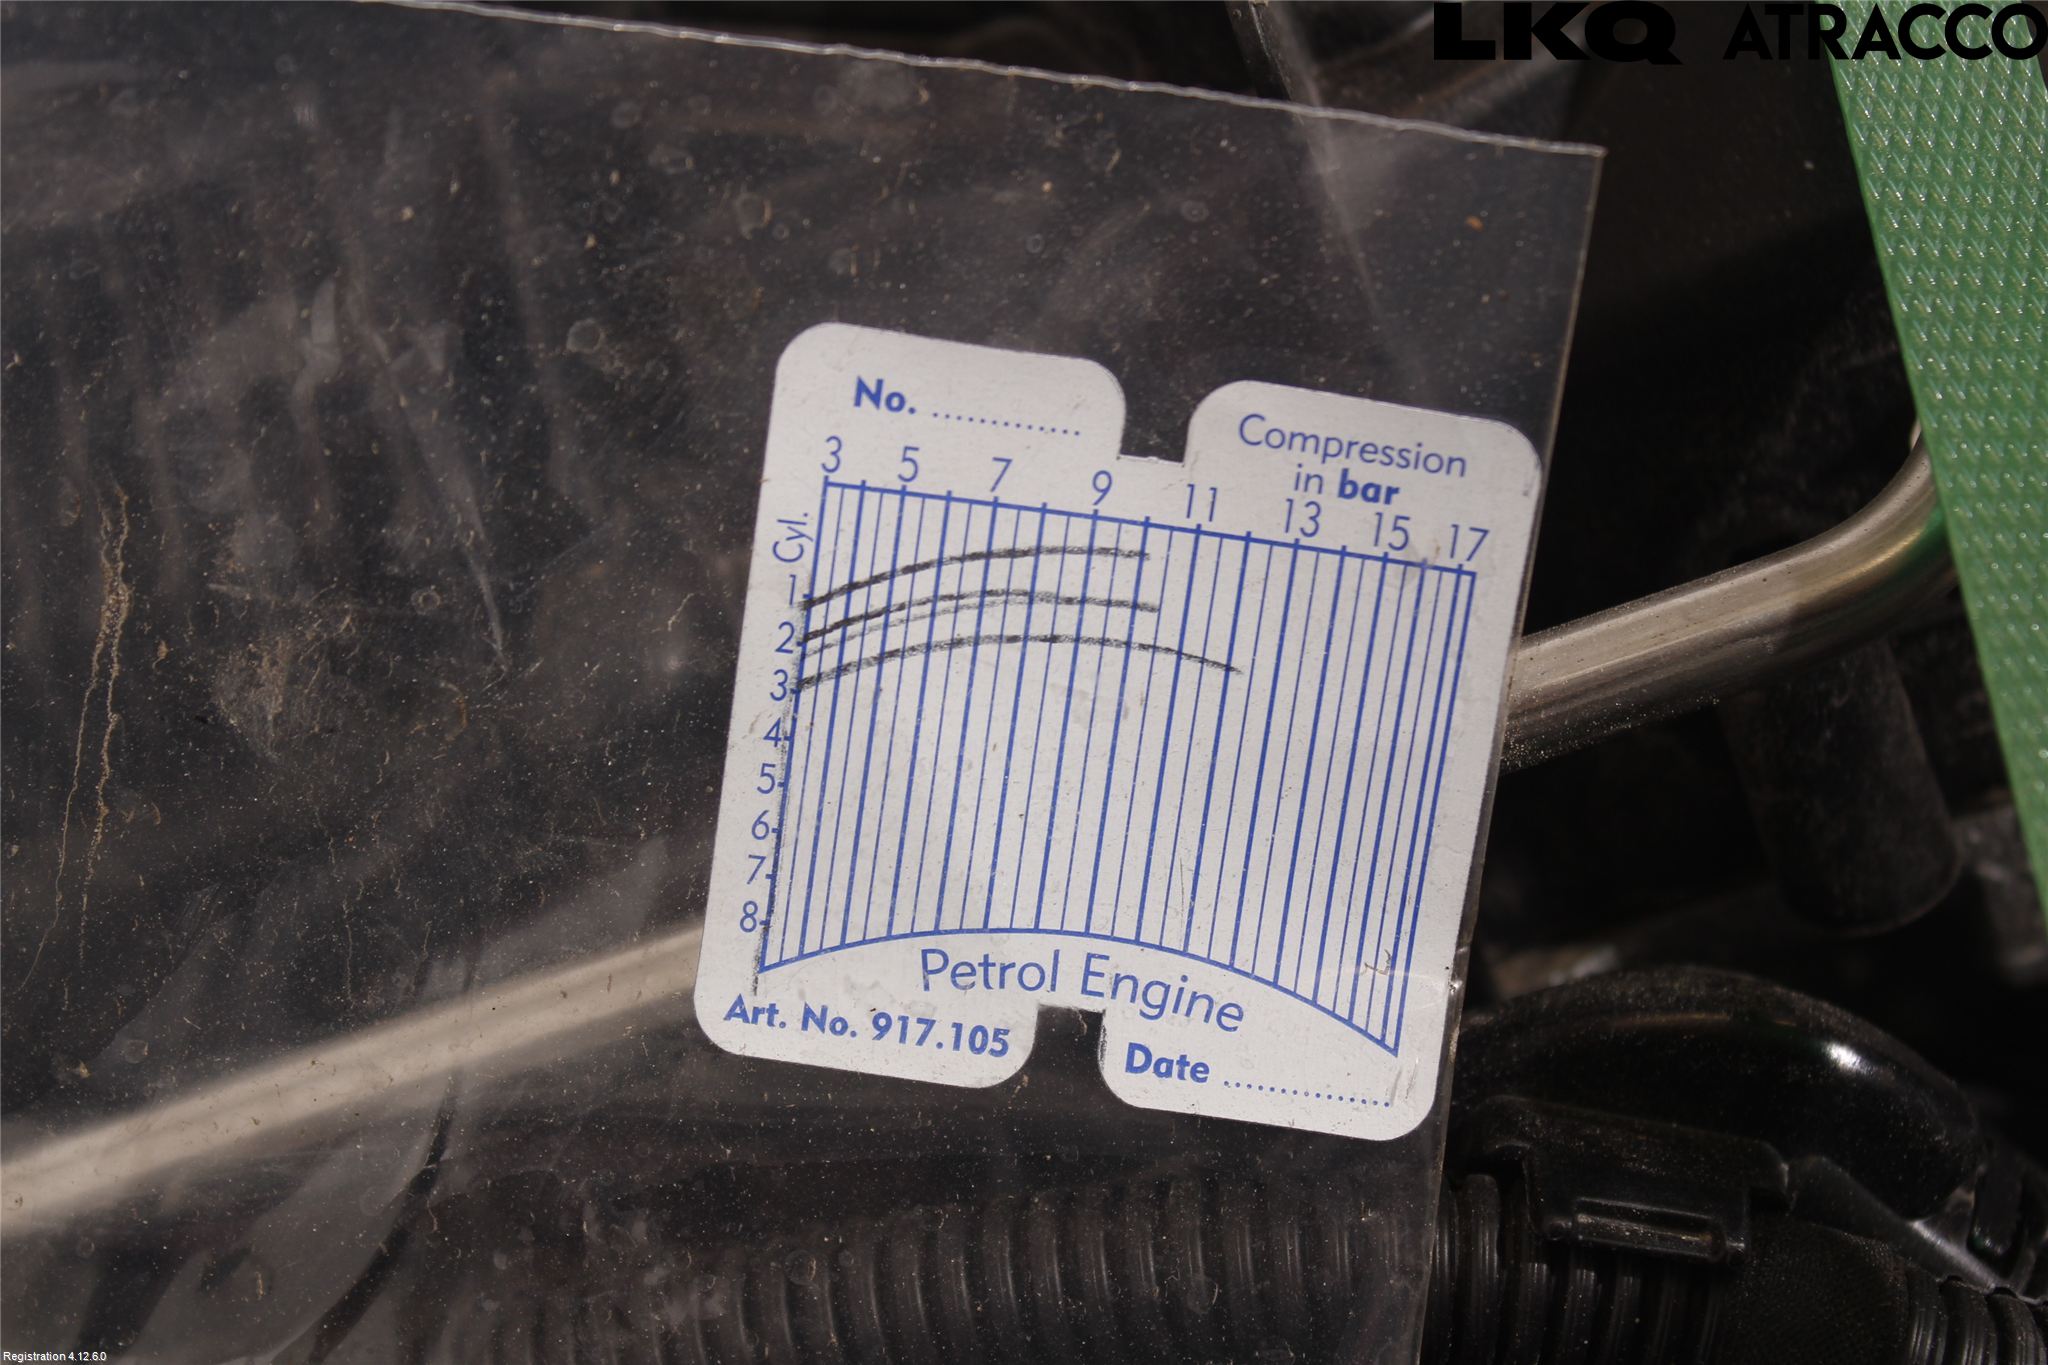 LKQ ATRACCO
No. .............
Compression
in bar
3 5 7 9 11 13 15 17
Cyl.
1
2
3
4
5
6
7
8
Petrol Engine
Art. No. 917.105
Date ...............
Registration 4.12.6.0